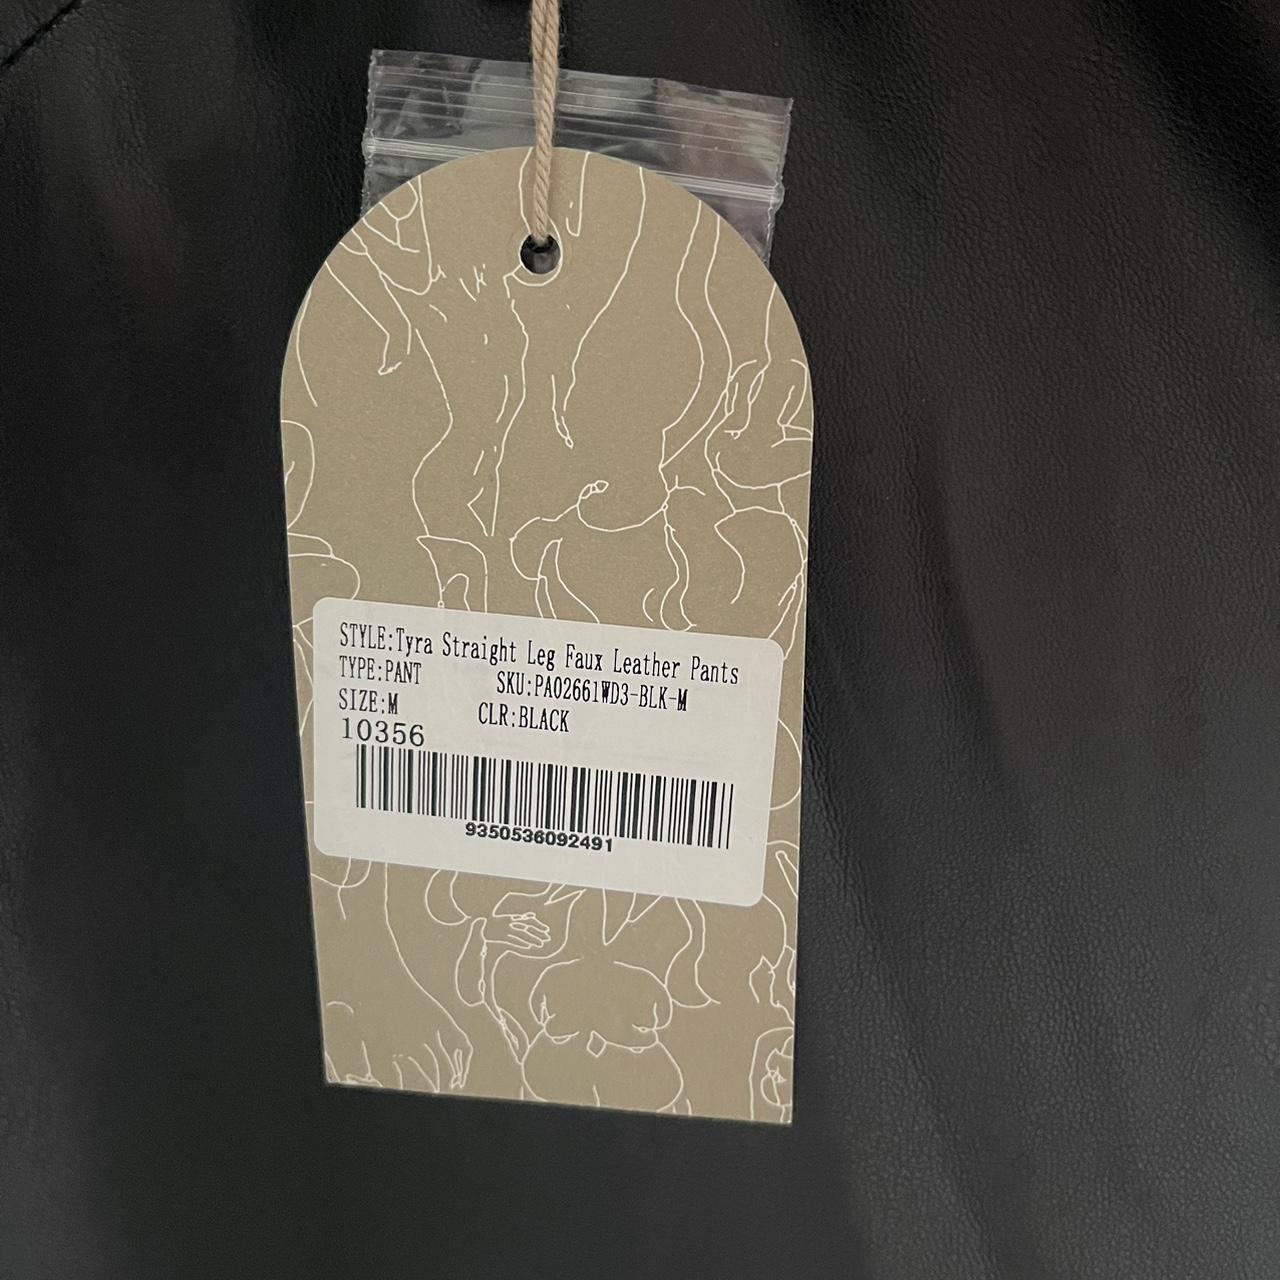 STYLE:Tyra Straight Leg Faux Leather Pants
TYPE:PANT SKU:PA02661WD3-BLK-M
SIZE:M CLR:BLACK
10356
9350536092491